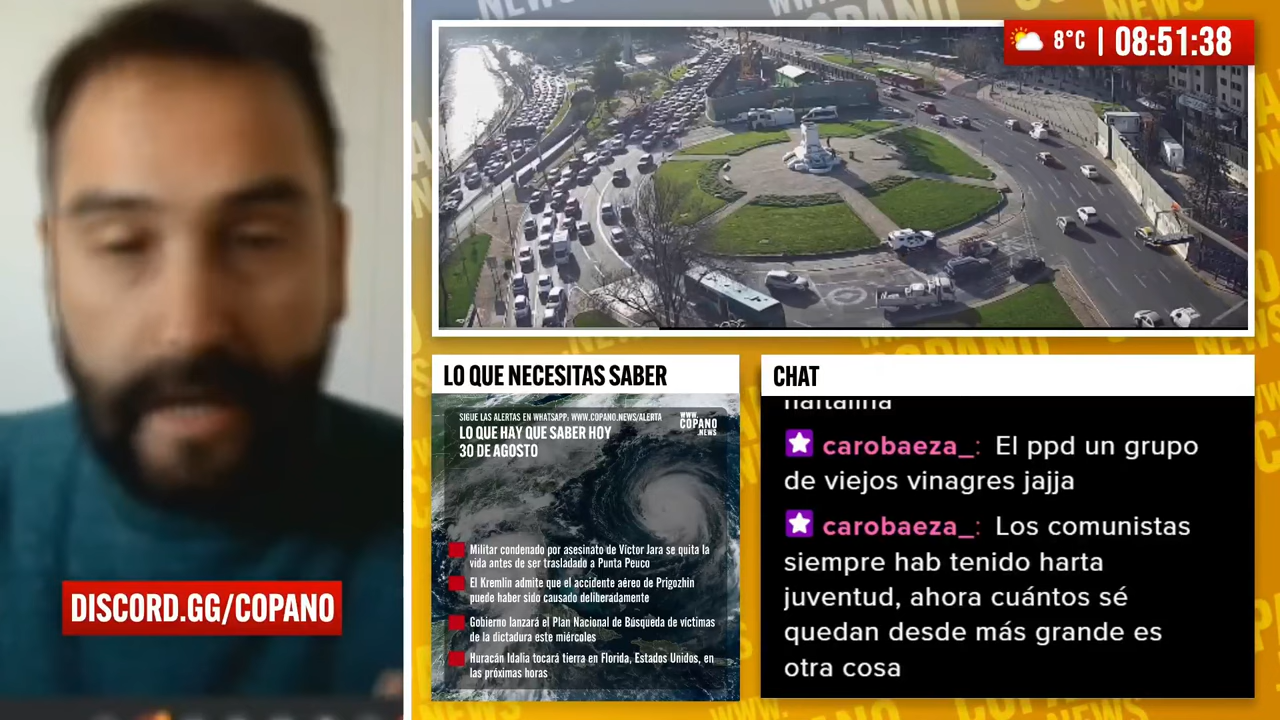 8°C | 08:51:38
LO QUE NECESITAS SABER
SIGUE LAS ALERTAS EN WHATSAPP: WWW.COPANO.NEWS/ALERTA
LO QUE HAY QUE SABER HOY
30 DE AGOSTO
WWW.
COPANO
.NEWS
Militar condenado por asesinato de Víctor Jara se quita la
vida antes de ser trasladado a Punta Peuco
El Kremlin admite que el accidente aéreo de Prigozhin
puede haber sido causado deliberadamente
Gobierno lanzará el Plan Nacional de Búsqueda de víctimas
de la dictadura este miércoles
Huracán Idalia tocará tierra en Florida, Estados Unidos, en
las próximas horas
CHAT
naftalina
carobaeza_: El ppd un grupo
de viejos vinagres jajja
carobaeza_: Los comunistas
siempre hab tenido harta
juventud, ahora cuántos sé
quedan desde más grande es
otra cosa
DISCORD.GG/COPANO